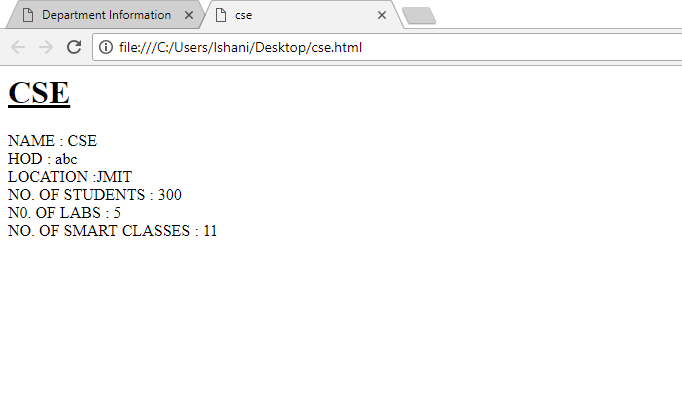 Department Information
cse
file:///C:/Users/Ishani/Desktop/cse.html
CSE
NAME : CSE
HOD : abc
LOCATION :JMIT
NO. OF STUDENTS : 300
N0. OF LABS : 5
NO. OF SMART CLASSES : 11